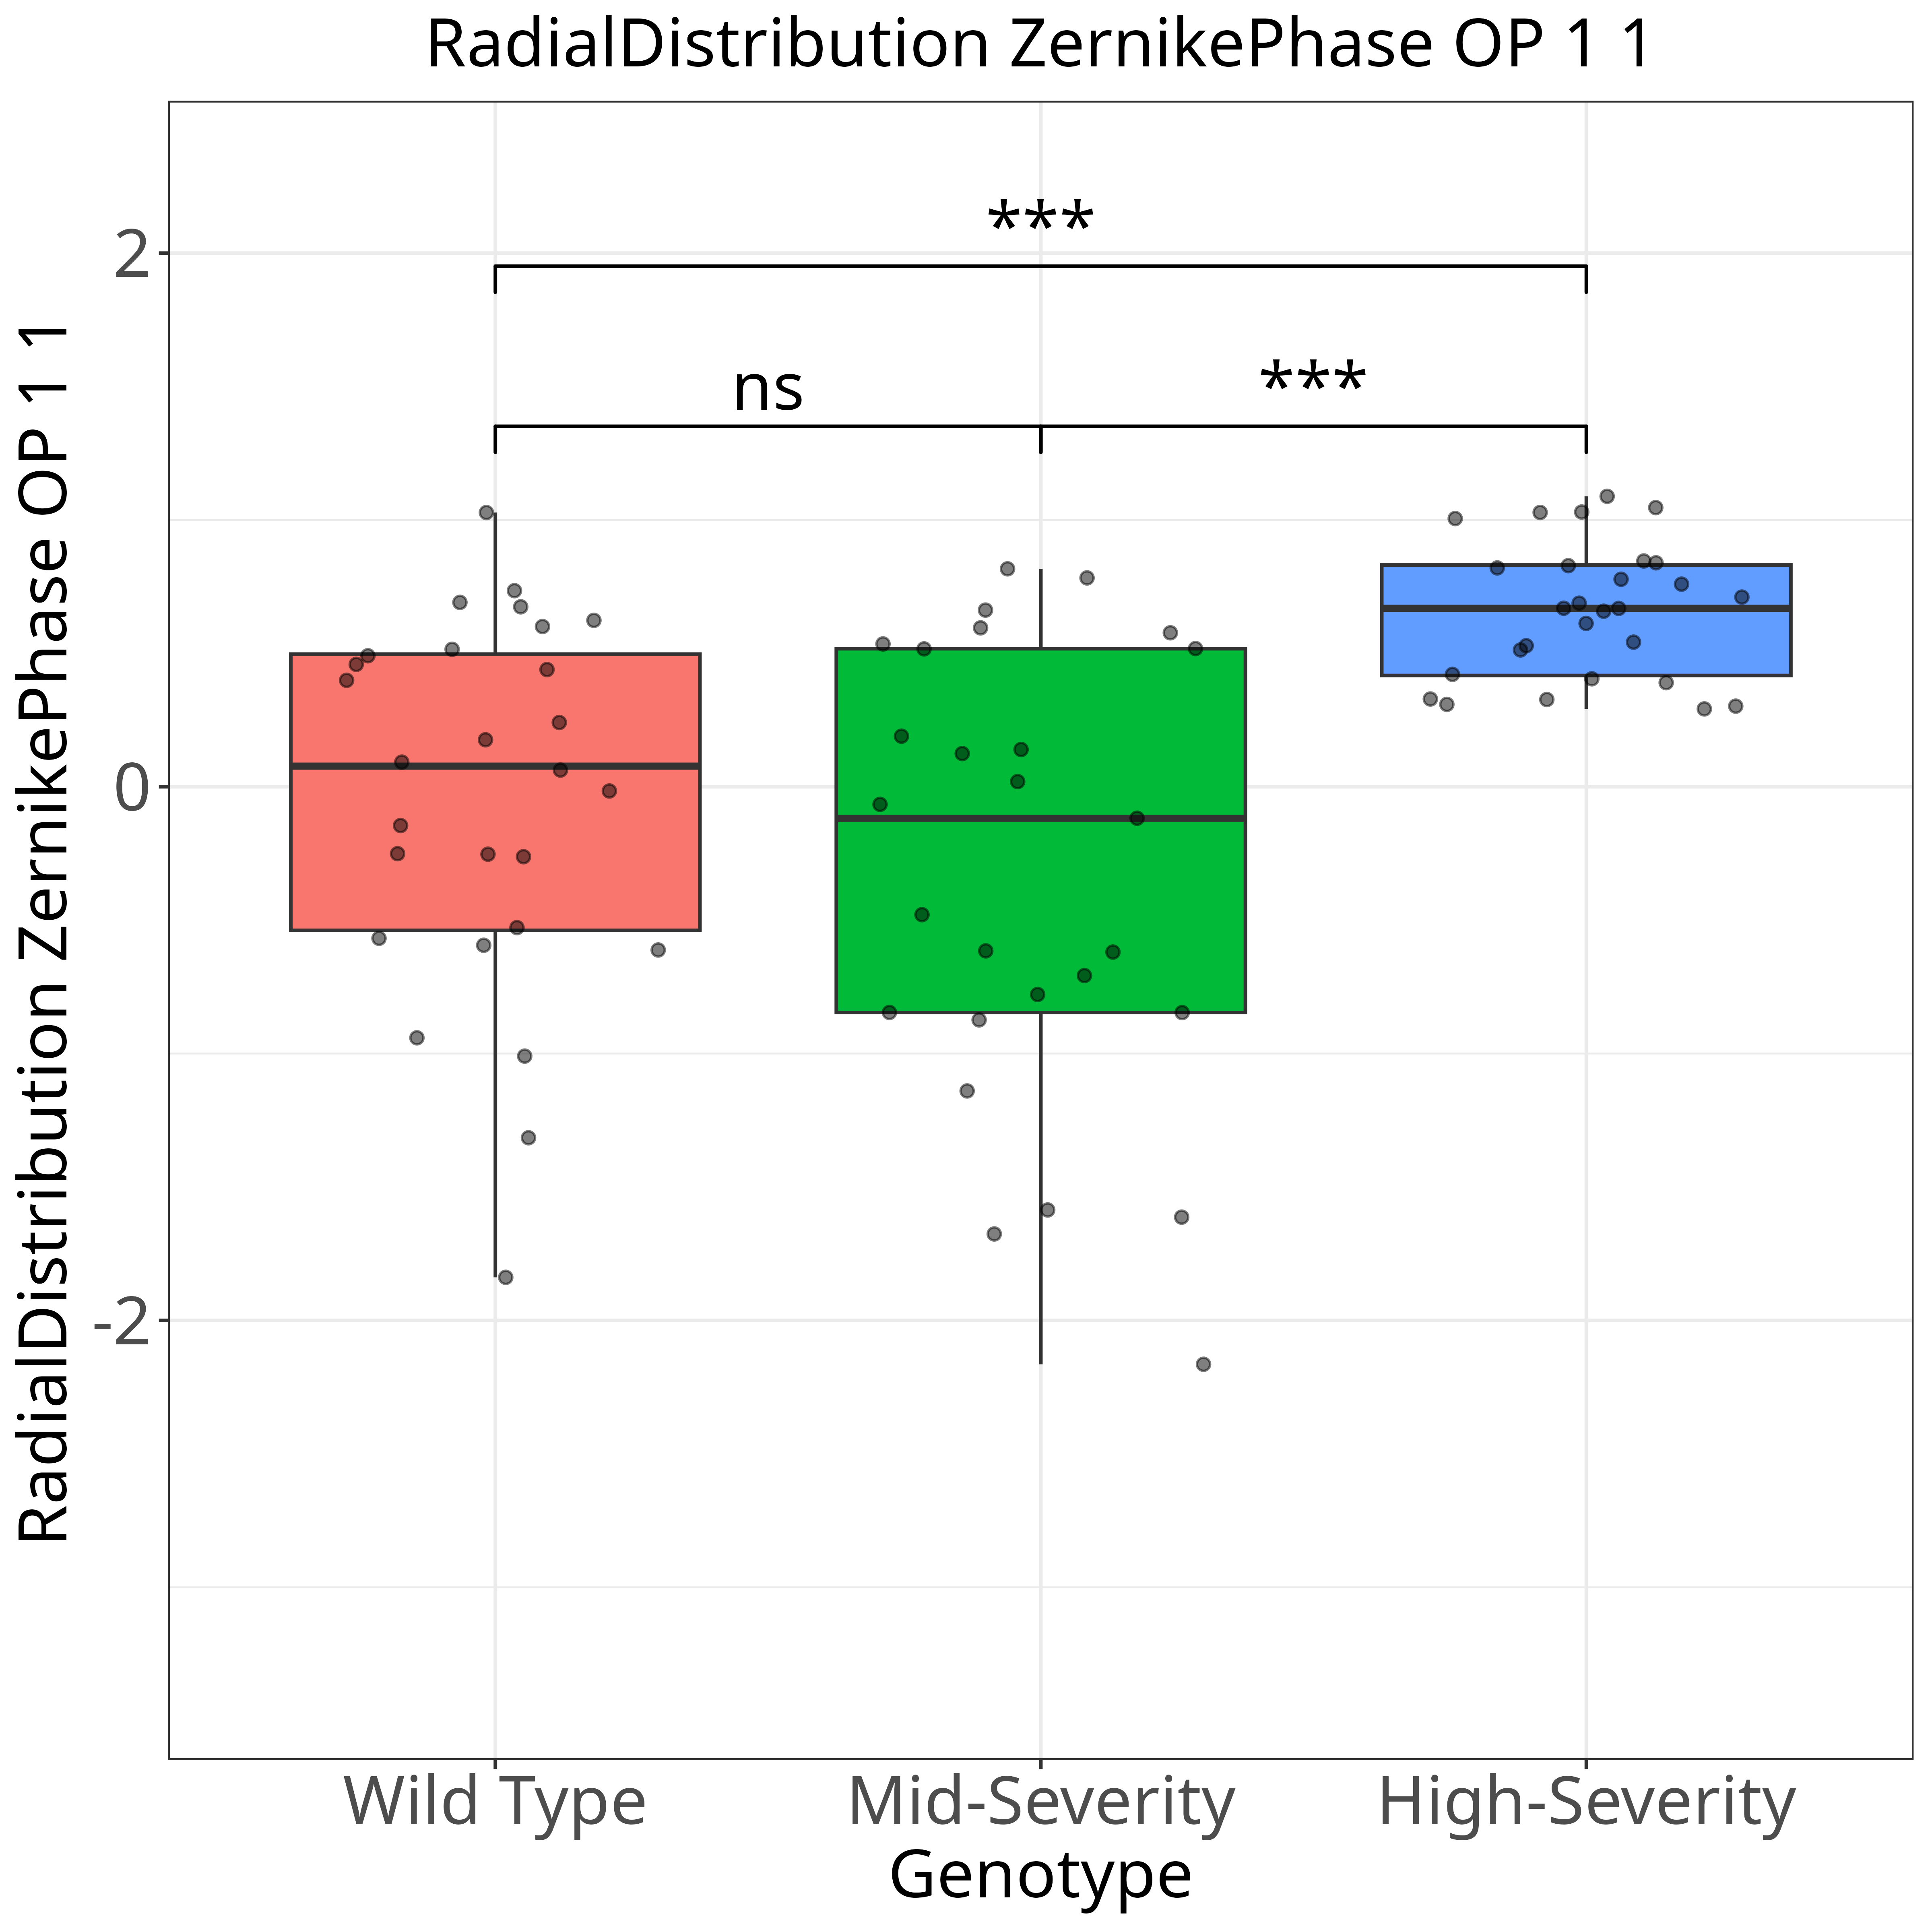 RadialDistribution ZernikePhase OP 1 1
RadialDistribution ZernikePhase OP 1 1
***
ns
***
2
0
-2
Wild Type
Mid-Severity
High-Severity
Genotype